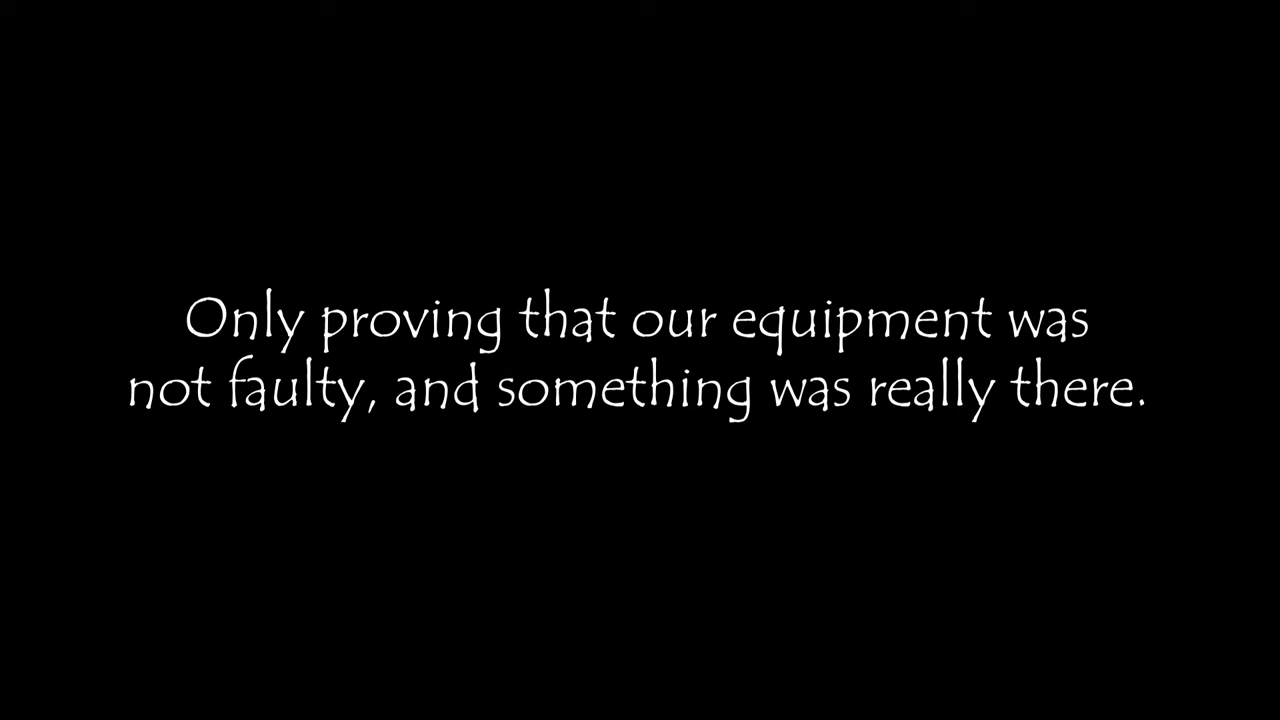 Only proving that our equipment was
not faulty, and something was really there.